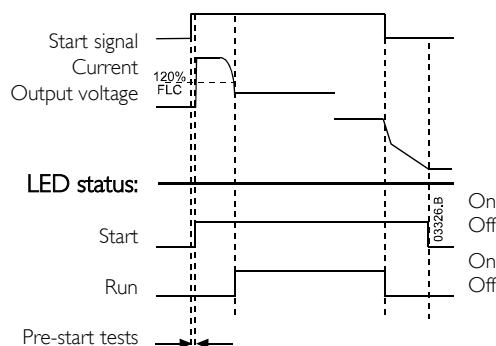 Start signal
Current
120%
FLC
Output voltage
LED status:
03326.B
On
Off
Start
On
Off
Run
Pre-start tests